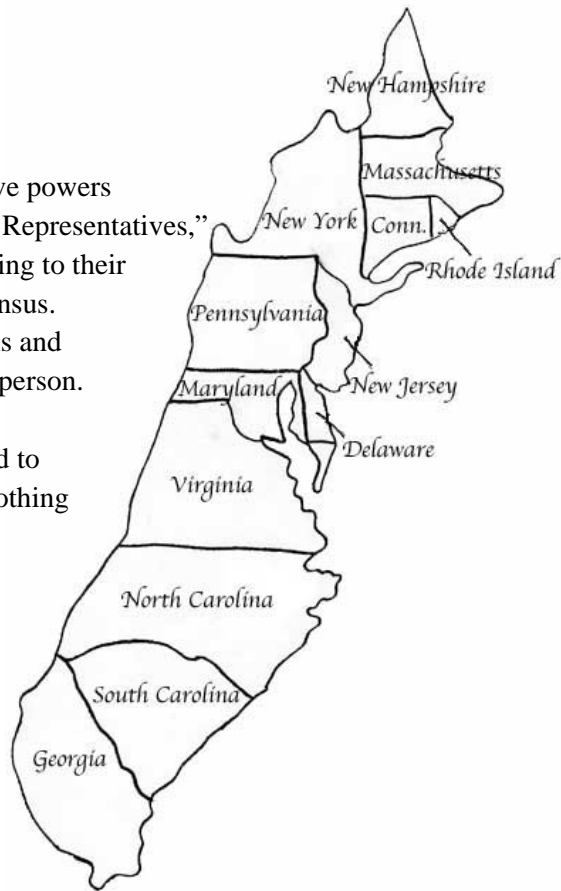 ve powers
Representatives,”
ing to their
nsus.
s and
person.
d to
othing
New Hampshire
Massachusetts
New York
Conn.
Rhode Island
Pennsylvania
New Jersey
Maryland
Delaware
Virginia
North Carolina
South Carolina
Georgia